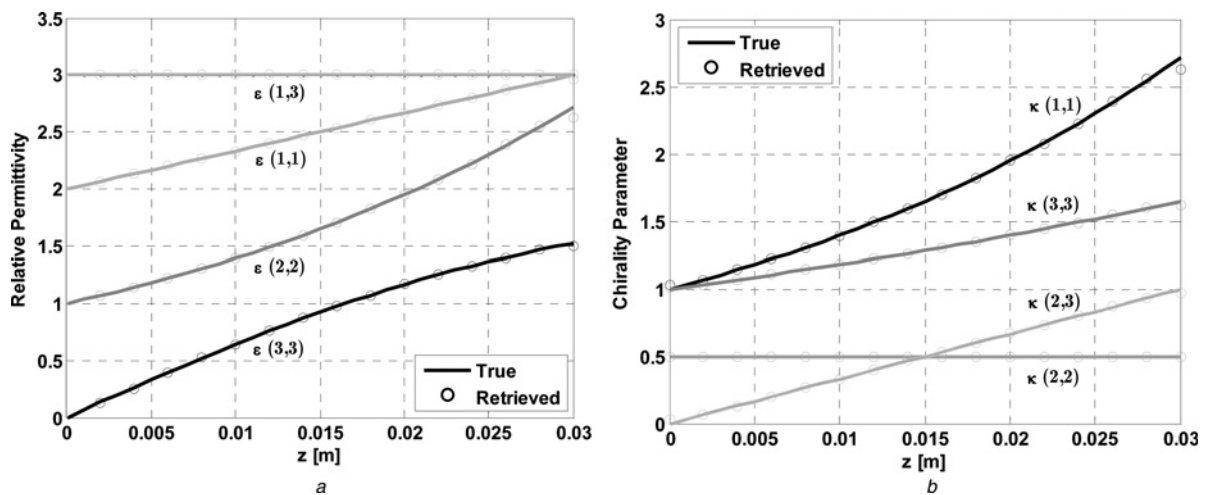 3.5
3
2.5
2
1.5
1
0.5
0
Relative Permittivity
ε (1,3)
ε (1,1)
ε (2,2)
ε (3,3)
True
Retrieved
0 0.005 0.01 0.015 0.02 0.025 0.03
z [m]
a
3
2.5
2
1.5
1
0.5
0
Chirality Parameter
True
Retrieved
κ (1,1)
κ (3,3)
κ (2,3)
κ (2,2)
0 0.005 0.01 0.015 0.02 0.025 0.03
z [m]
b